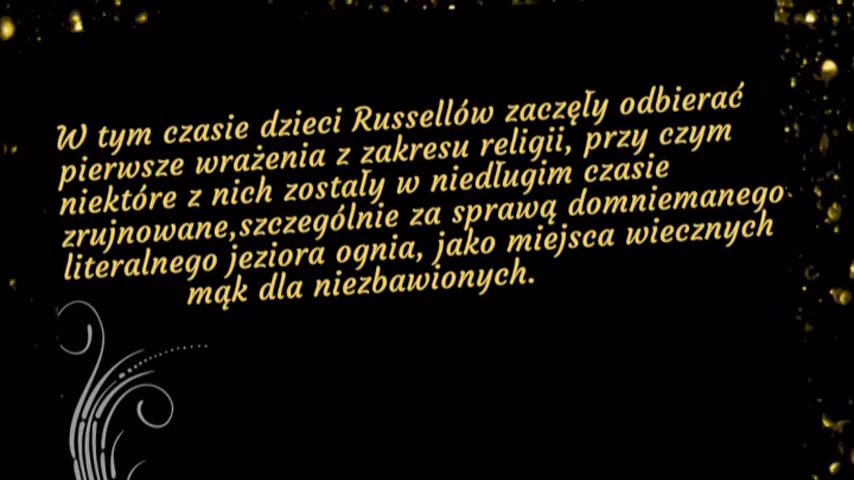 W tym czasie dzieci Russellów zaczęły odbierać
pierwsze wrażenia z zakresu religii, przy czym
niektóre z nich zostały w niedługim czasie
zrujnowane,szczególnie za sprawą domniemanego
literalnego jeziora ognia, jako miejsca wiecznych
mąk dla niezbawionych.